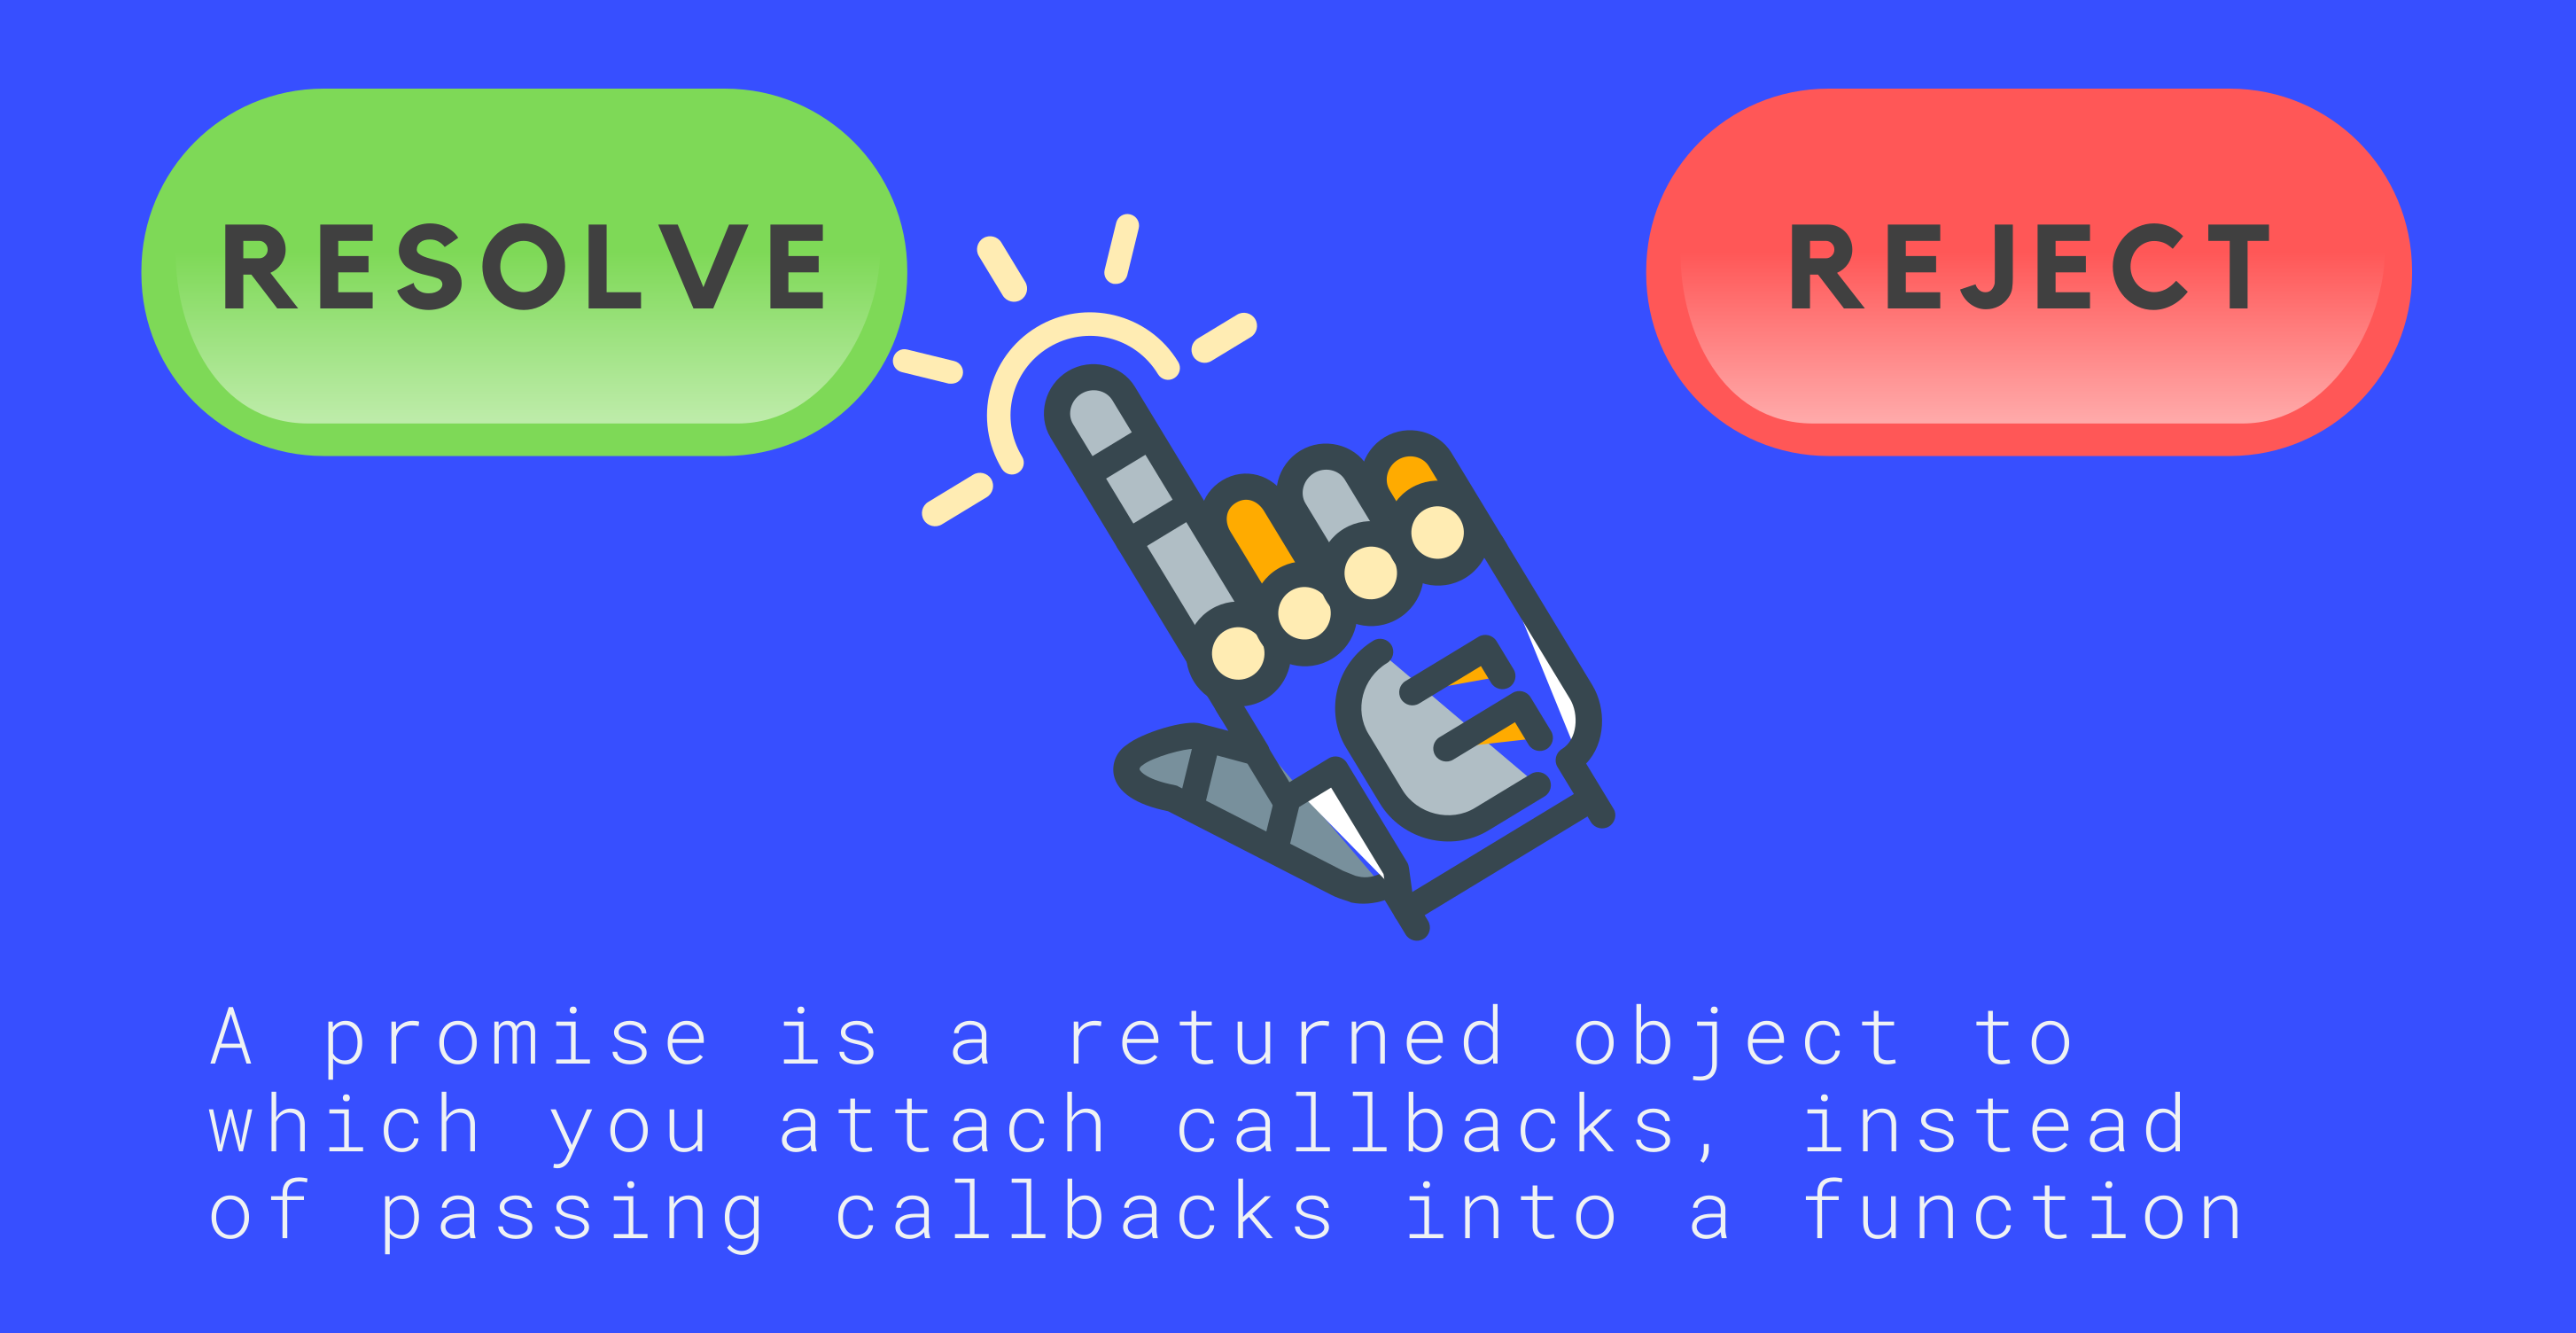 RESOLVE
REJECT
A promise is a returned object to
which you attach callbacks, instead
of passing callbacks into a function